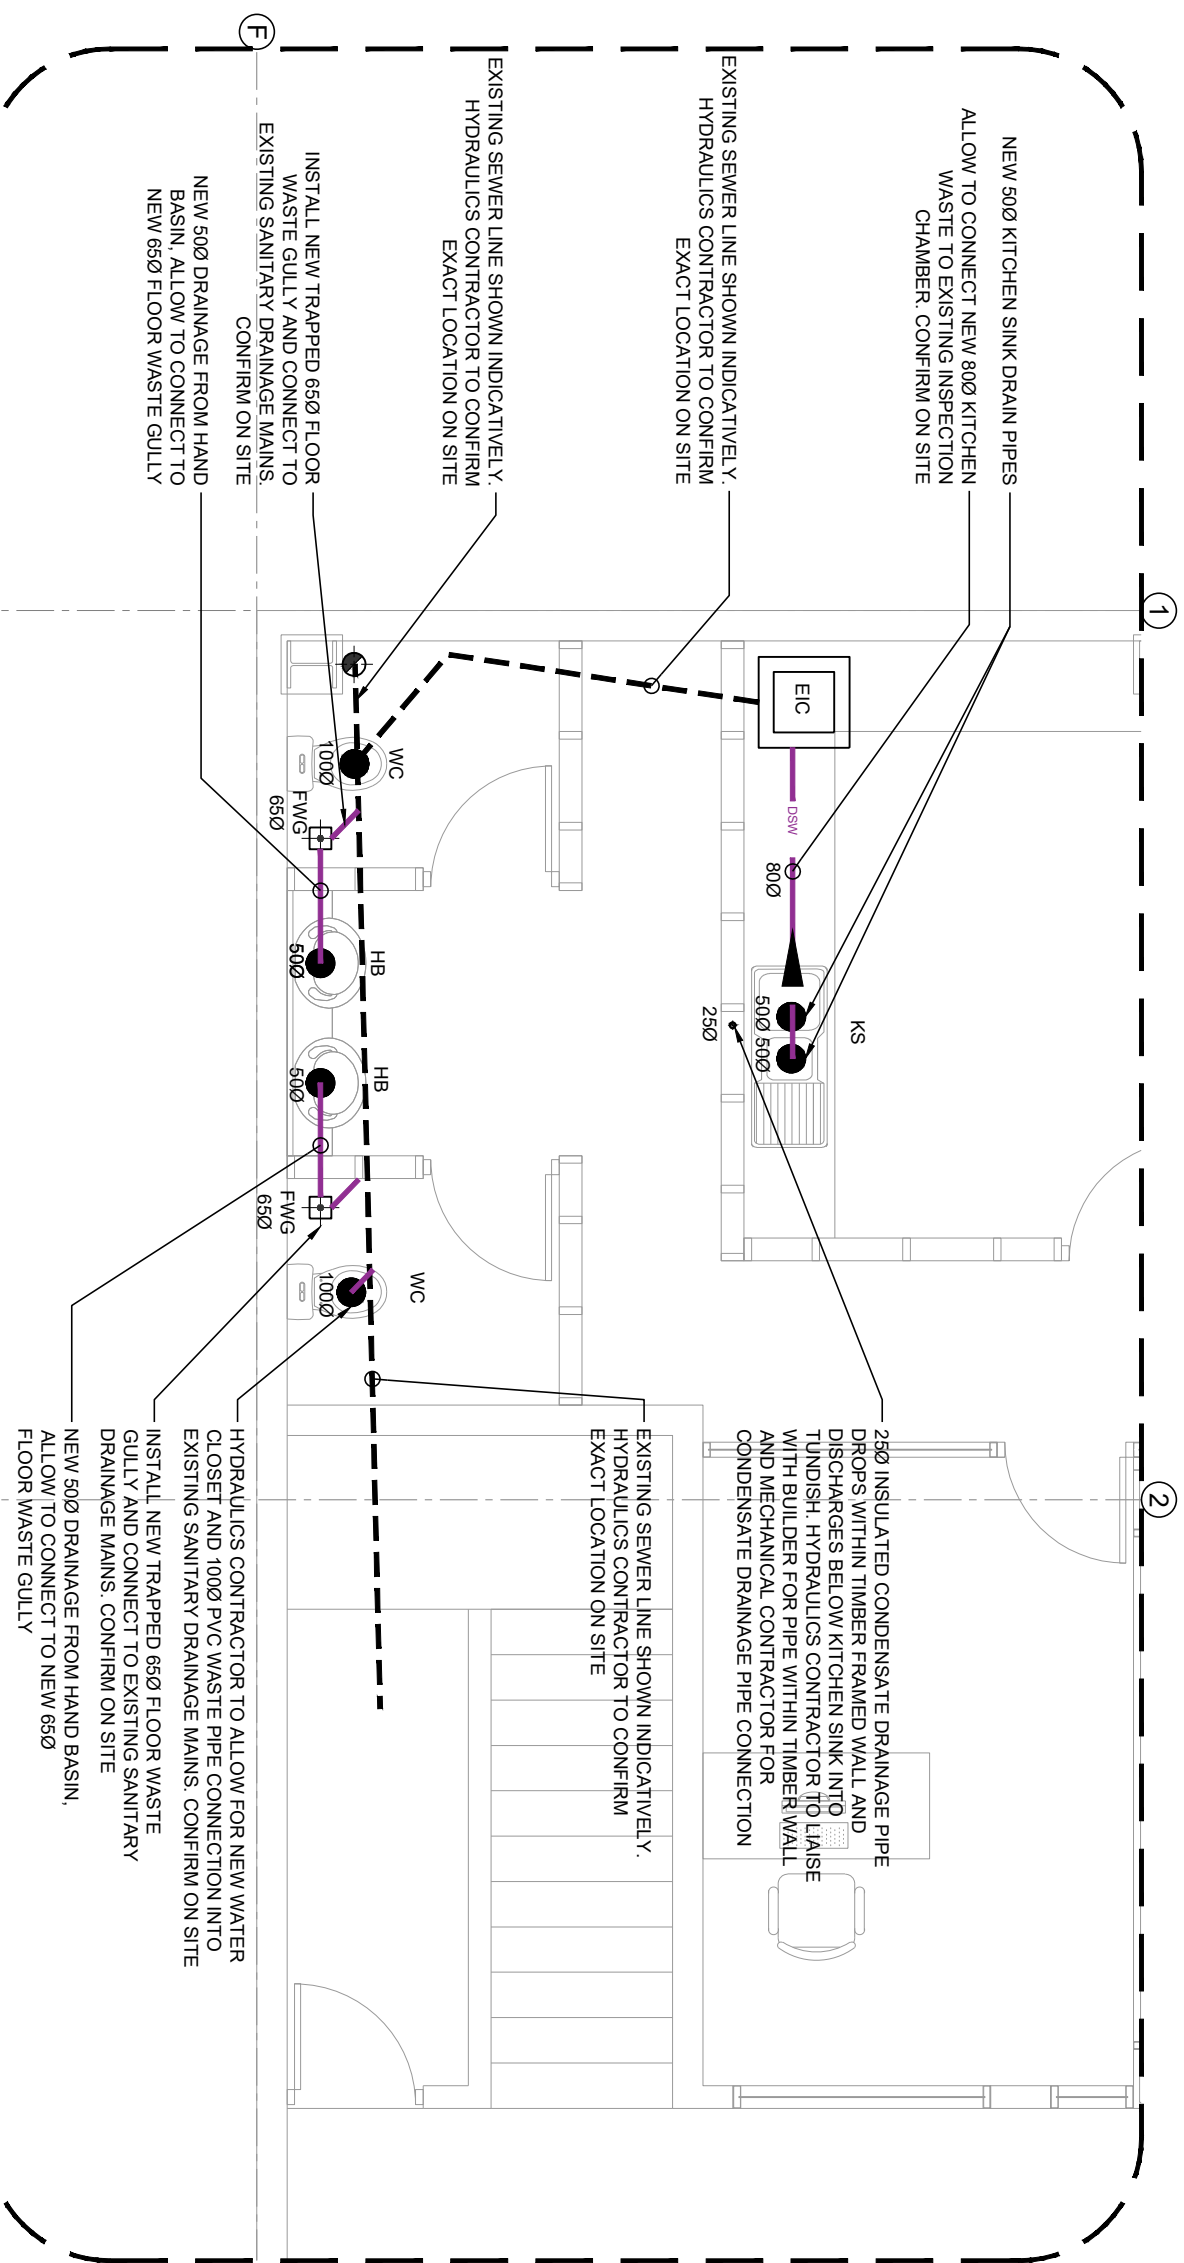 F
1
2
NEW 50Ø KITCHEN SINK DRAIN PIPES
ALLOW TO CONNECT NEW 80Ø KITCHEN
WASTE TO EXISTING INSPECTION
CHAMBER. CONFIRM ON SITE
EXISTING SEWER LINE SHOWN INDICATIVELY.
HYDRAULICS CONTRACTOR TO CONFIRM
EXACT LOCATION ON SITE
EXISTING SEWER LINE SHOWN INDICATIVELY.
HYDRAULICS CONTRACTOR TO CONFIRM
EXACT LOCATION ON SITE
INSTALL NEW TRAPPED 65Ø FLOOR
WASTE GULLY AND CONNECT TO
EXISTING SANITARY DRAINAGE MAINS.
CONFIRM ON SITE
NEW 50Ø DRAINAGE FROM HAND
BASIN, ALLOW TO CONNECT TO
NEW 65Ø FLOOR WASTE GULLY
EIC
DSW
80Ø
KS
50Ø 50Ø
25Ø
WC
100Ø
FWG
65Ø
HB
50Ø
HB
50Ø
FWG
65Ø
WC
100Ø
25Ø INSULATED CONDENSATE DRAINAGE PIPE
DROPS WITHIN TIMBER FRAMED WALL AND
DISCHARGES BELOW KITCHEN SINK INTO
TUNDISH. HYDRAULICS CONTRACTOR TO LIAISE
WITH BUILDER FOR PIPE WITHIN TIMBER WALL
AND MECHANICAL CONTRACTOR FOR
CONDENSATE DRAINAGE PIPE CONNECTION
EXISTING SEWER LINE SHOWN INDICATIVELY.
HYDRAULICS CONTRACTOR TO CONFIRM
EXACT LOCATION ON SITE
HYDRAULICS CONTRACTOR TO ALLOW FOR NEW WATER
CLOSET AND 100Ø PVC WASTE PIPE CONNECTION INTO
EXISTING SANITARY DRAINAGE MAINS. CONFIRM ON SITE
INSTALL NEW TRAPPED 65Ø FLOOR WASTE
GULLY AND CONNECT TO EXISTING SANITARY
DRAINAGE MAINS. CONFIRM ON SITE
NEW 50Ø DRAINAGE FROM HAND BASIN,
ALLOW TO CONNECT TO NEW 65Ø
FLOOR WASTE GULLY